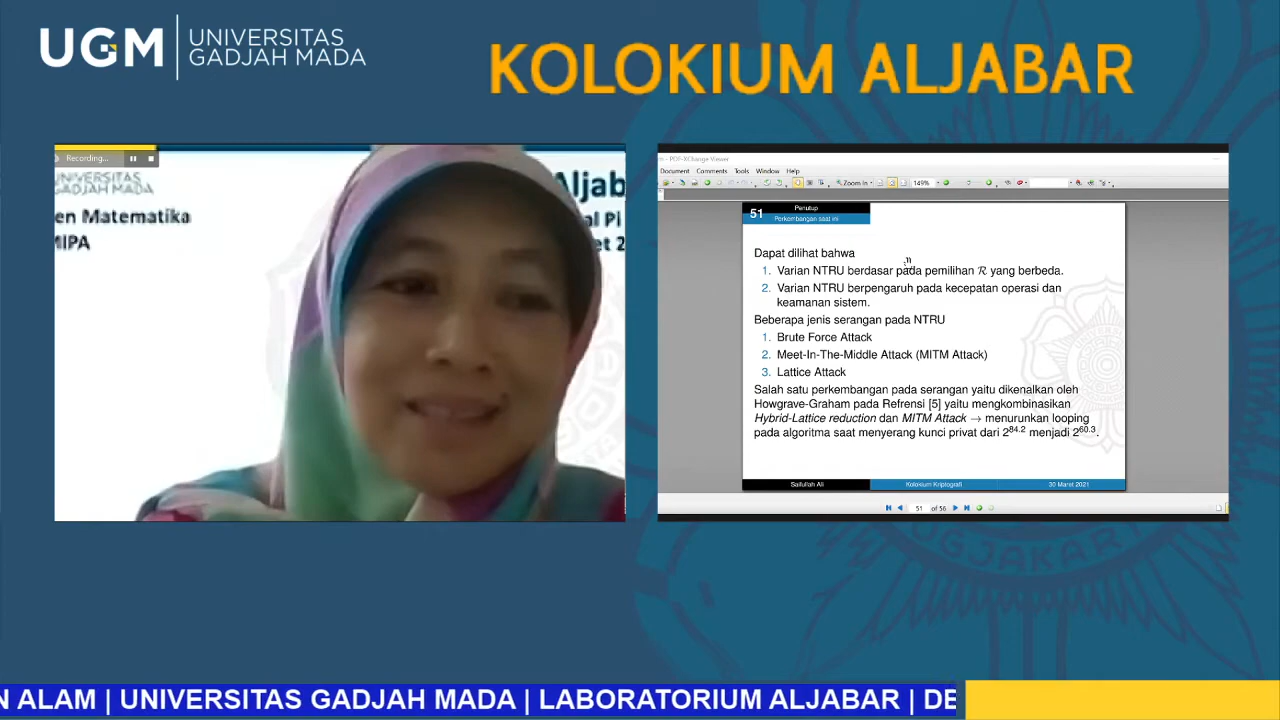 UGM
UNIVERSITAS
GADJAH MADA
KOLOKIUM ALJABAR
Recording...
UNIVERSITAS
GADJAH MADA
en Matematika
MIPA
Aljab
al Pi
et 2
PDF-XChange Viewer
Document Comments Tools Window Help
Zoom In
149%
51
Penutup
Perkembangan saat ini
Dapat dilihat bahwa
1. Varian NTRU berdasar pada pemilihan R yang berbeda.
2. Varian NTRU berpengaruh pada kecepatan operasi dan
keamanan sistem.
Beberapa jenis serangan pada NTRU
1. Brute Force Attack
2. Meet-In-The-Middle Attack (MITM Attack)
3. Lattice Attack
Salah satu perkembangan pada serangan yaitu dikenalkan oleh
Howgrave-Graham pada Refrensi [5] yaitu mengkombinasikan
Hybrid-Lattice reduction dan MITM Attack → menurunkan looping
pada algoritma saat menyerang kunci privat dari 2^84.2 menjadi 2^60.3.
Saifullah Ali
Kolokium Kriptografi
30 Maret 2021
51 of 56
GJAKAR
N ALAM | UNIVERSITAS GADJAH MADA | LABORATORIUM ALJABAR | DE